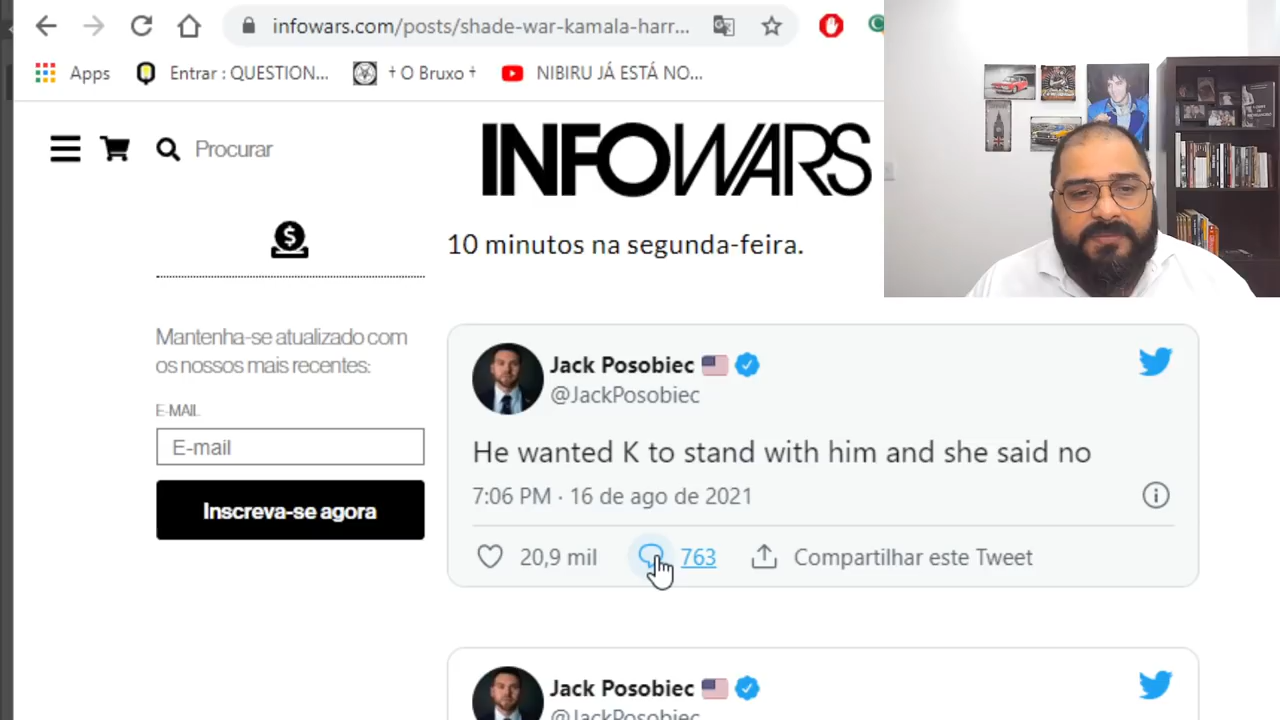 infowars.com/posts/shade-war-kamala-harr...
Apps
Entrar : QUESTION...
† O Bruxo †
NIBIRU JÁ ESTÁ NO...
Procurar
INFOWARS
10 minutos na segunda-feira.
Mantenha-se atualizado com
os nossos mais recentes:
E-MAIL
E-mail
Inscreva-se agora
Jack Posobiec
@JackPosobiec
He wanted K to stand with him and she said no
7:06 PM · 16 de ago de 2021
20,9 mil
763
Compartilhar este Tweet
Jack Posobiec
@JackPosobiec